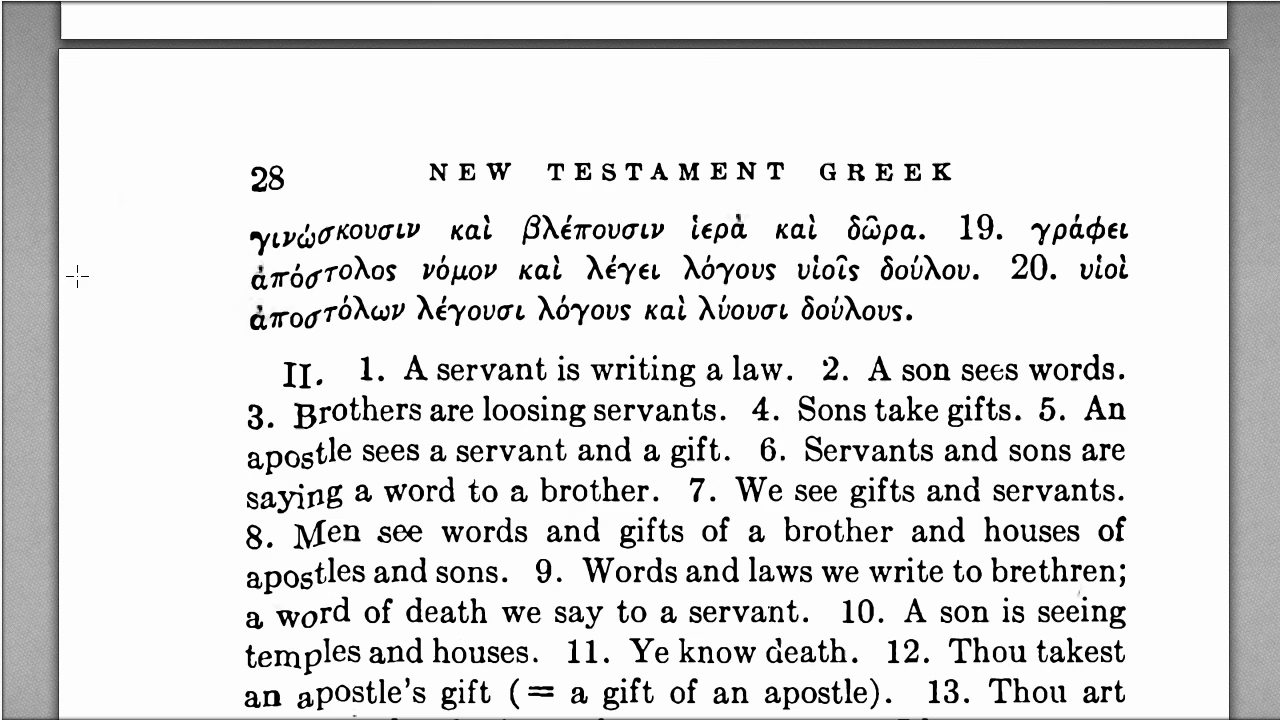 28 NEW TESTAMENT GREEK
γινώσκουσιν καὶ βλέπουσιν ἱερὰ καὶ δῶρα. 19. γράφει
ἀπόστολος νόμον καὶ λέγει λόγους υἱοῖς δούλου. 20. υἱοὶ
ἀποστόλων λέγουσι λόγους καὶ λύουσι δούλους.
II. 1. A servant is writing a law. 2. A son sees words.
3. Brothers are loosing servants. 4. Sons take gifts. 5. An
apostle sees a servant and a gift. 6. Servants and sons are
saying a word to a brother. 7. We see gifts and servants.
8. Men see words and gifts of a brother and houses of
apostles and sons. 9. Words and laws we write to brethren;
a word of death we say to a servant. 10. A son is seeing
temples and houses. 11. Ye know death. 12. Thou takest
an apostle's gift (= a gift of an apostle). 13. Thou art